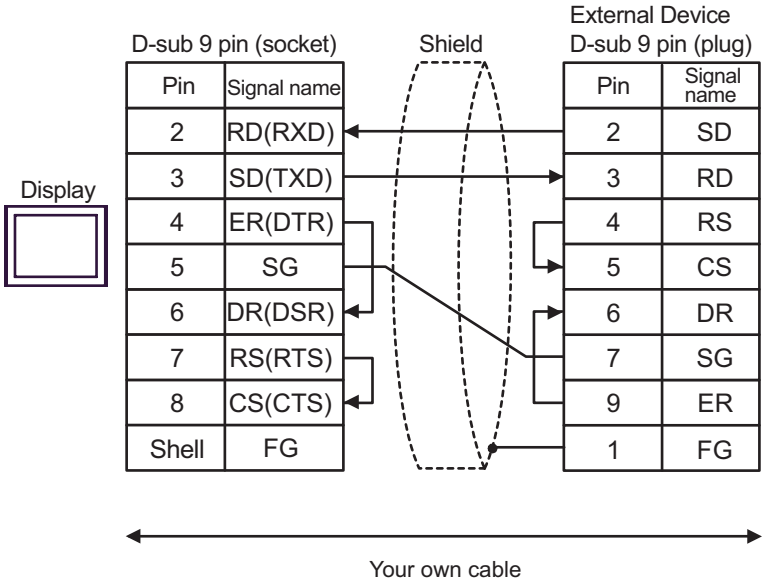 External Device
D-sub 9 pin (socket) Shield D-sub 9 pin (plug)
Pin Signal name Pin Signal name
2 RD(RXD) 2 SD
3 SD(TXD) 3 RD
Display
4 ER(DTR) 4 RS
5 SG 5 CS
6 DR(DSR) 6 DR
7 RS(RTS) 7 SG
8 CS(CTS) 9 ER
Shell FG 1 FG
Your own cable